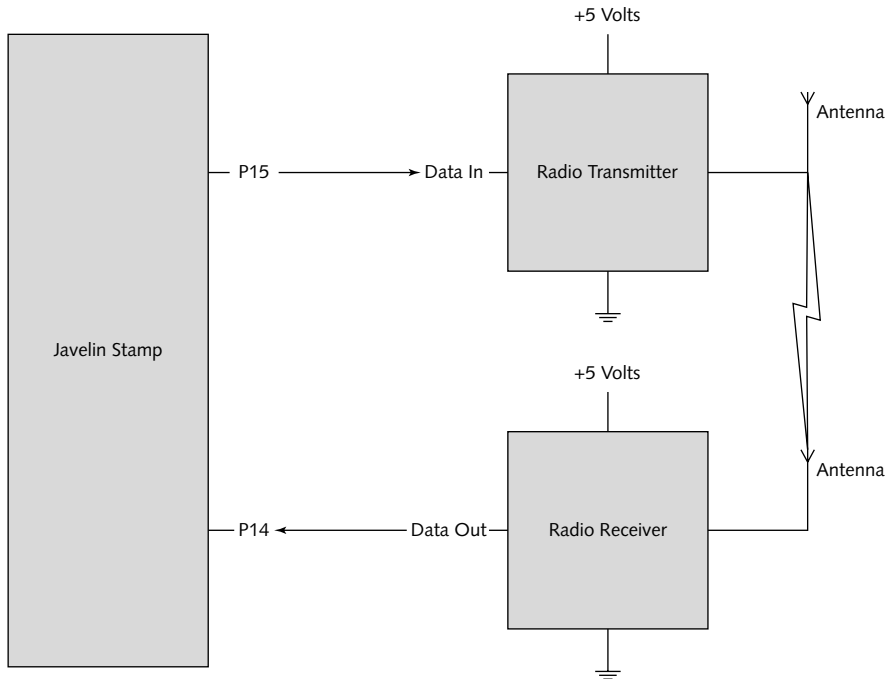 +5 Volts
Antenna
P15
Data In
Radio Transmitter
Javelin Stamp
+5 Volts
Antenna
P14
Data Out
Radio Receiver